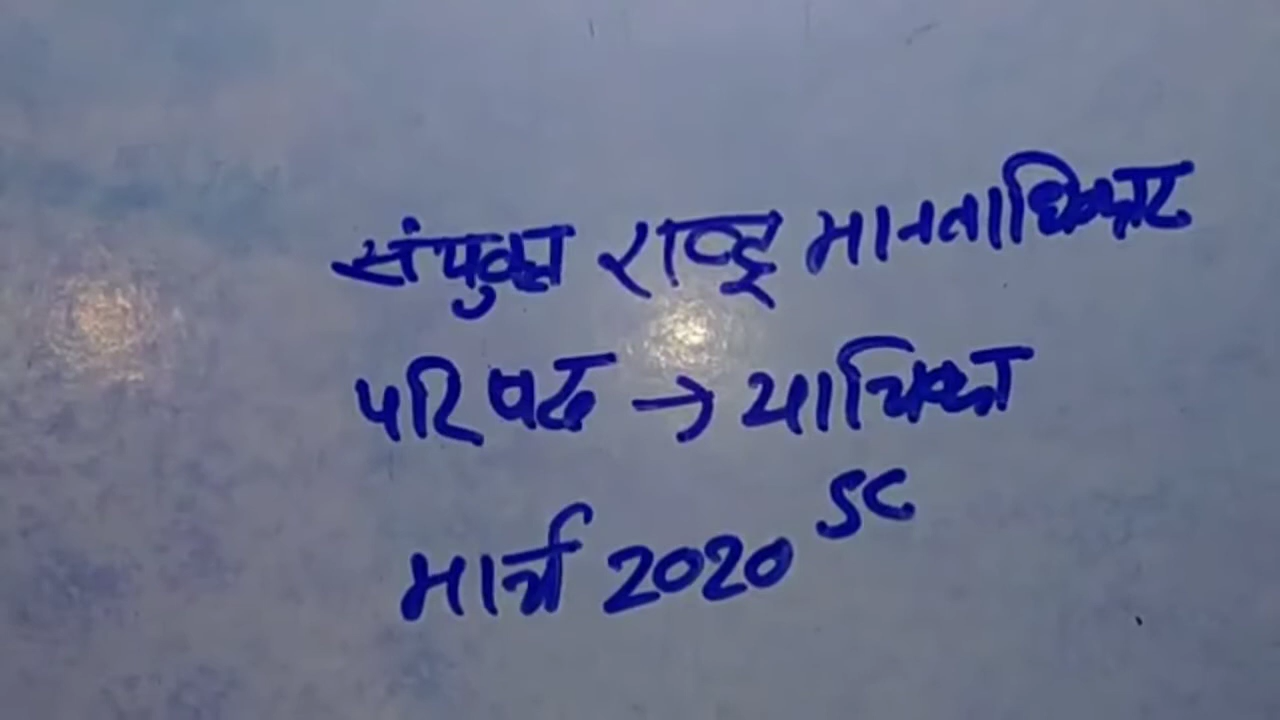 संयुक्त राष्ट्र मानवाधिकार
परिषद → याचिका
SC
मार्च 2020